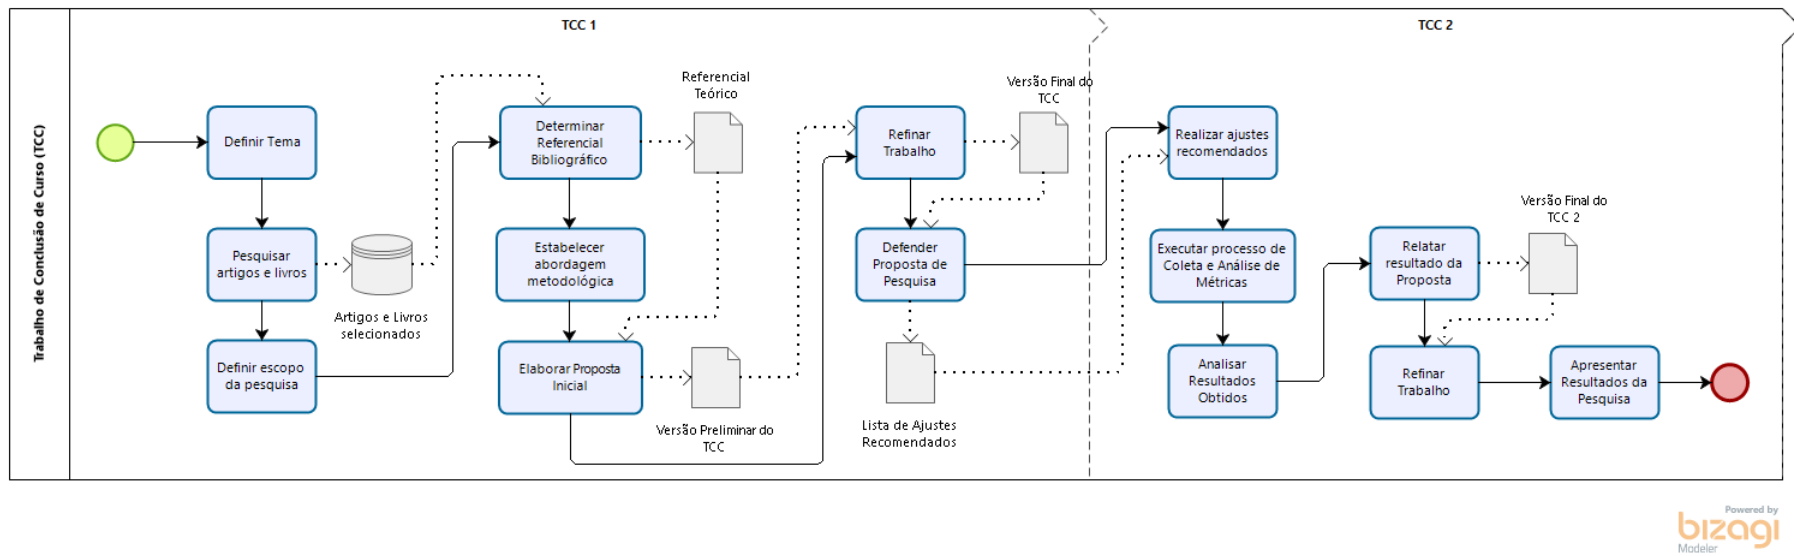 Trabalho de Conclusão de Curso (TCC)
TCC 1
TCC 2
Definir Tema
Pesquisar
artigos e livros
Artigos e Livros
selecionados
Definir escopo
da pesquisa
Determinar
Referencial
Bibliográfico
Referencial
Teórico
Estabelecer
abordagem
metodológica
Elaborar Proposta
Inicial
Versão Preliminar do
TCC
Refinar
Trabalho
Versão Final do
TCC
Defender
Proposta de
Pesquisa
Lista de Ajustes
Recomendados
Realizar ajustes
recomendados
Executar processo de
Coleta e Análise de
Métricas
Analisar
Resultados
Obtidos
Relatar
resultado da
Proposta
Versão Final do
TCC 2
Refinar
Trabalho
Apresentar
Resultados da
Pesquisa
Powered by
bizagi
Modeler